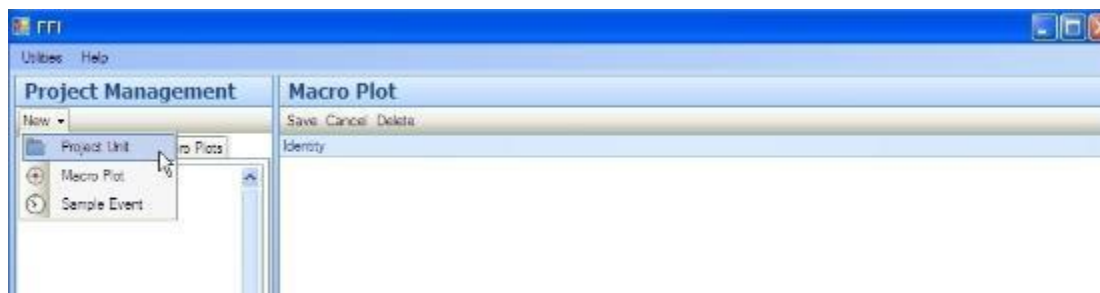 FFI
Utilities Help
Project Management
New
Project Unit
ro Plots
Macro Plot
Sample Event
Macro Plot
Save Cancel Delete
Identity